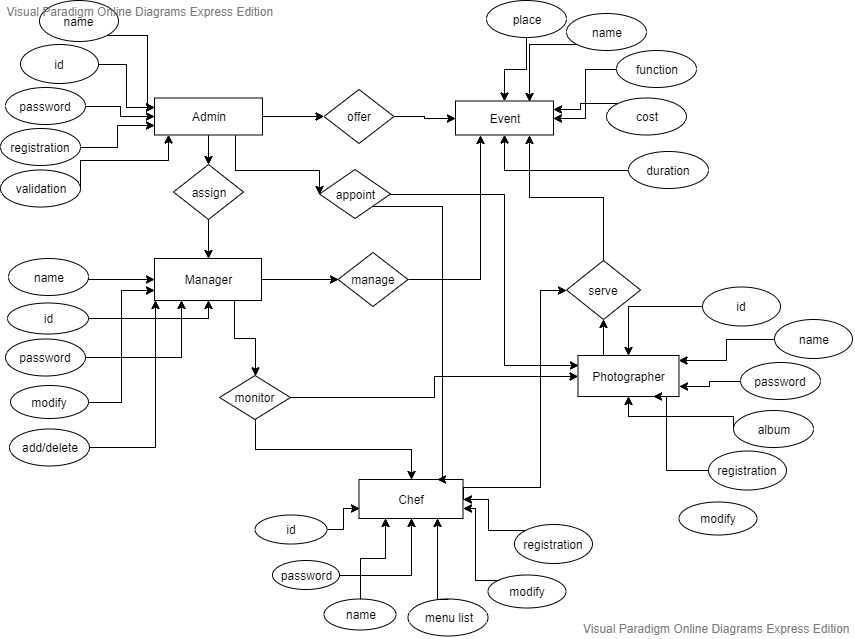 Visual Paradigm Online Diagrams Express Edition
name
place
name
id
function
password
Admin
offer
Event
cost
registration
duration
validation
assign
appoint
name
Manager
manage
serve
id
id
name
password
Photographer
password
modify
monitor
album
add/delete
registration
Chef
modify
id
registration
password
modify
name
menu list
Visual Paradigm Online Diagrams Express Edition